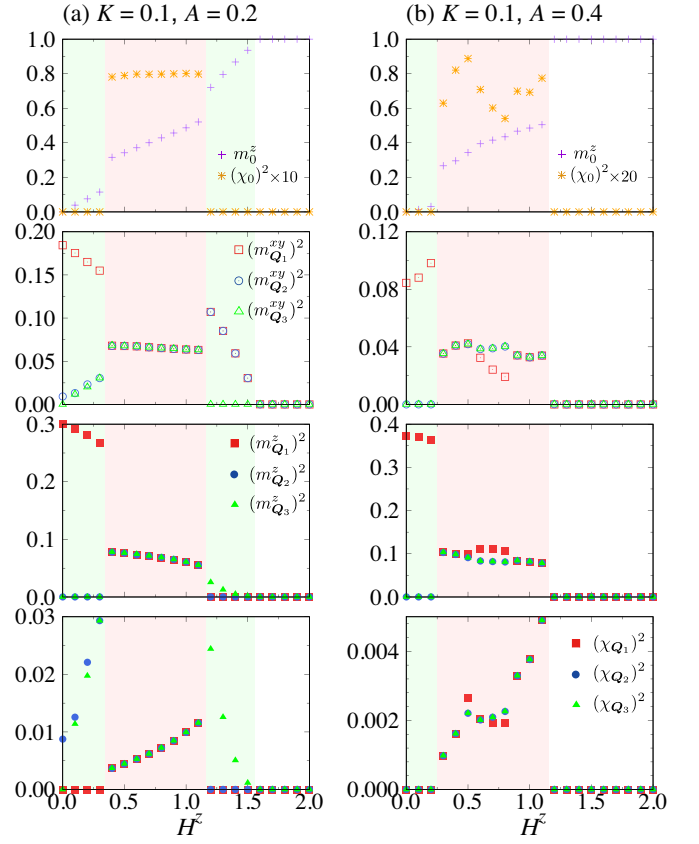 (a) K = 0.1, A = 0.2
1.0
0.8
0.6
0.4
0.2
0.0
m_0^z
(χ_0)^2 ×10
0.20
0.15
0.10
0.05
0.00
(m_{Q_1}^{xy})^2
(m_{Q_2}^{xy})^2
(m_{Q_3}^{xy})^2
0.3
0.2
0.1
0.0
(m_{Q_1}^z)^2
(m_{Q_2}^z)^2
(m_{Q_3}^z)^2
0.03
0.02
0.01
0.00
0.0 0.5 1.0 1.5 2.0
H^z
(b) K = 0.1, A = 0.4
1.0
0.8
0.6
0.4
0.2
0.0
m_0^z
(χ_0)^2 ×20
0.12
0.08
0.04
0.00
0.4
0.3
0.2
0.1
0.0
0.004
0.002
0.000
(χ_{Q_1})^2
(χ_{Q_2})^2
(χ_{Q_3})^2
0.0 0.5 1.0 1.5 2.0
H^z